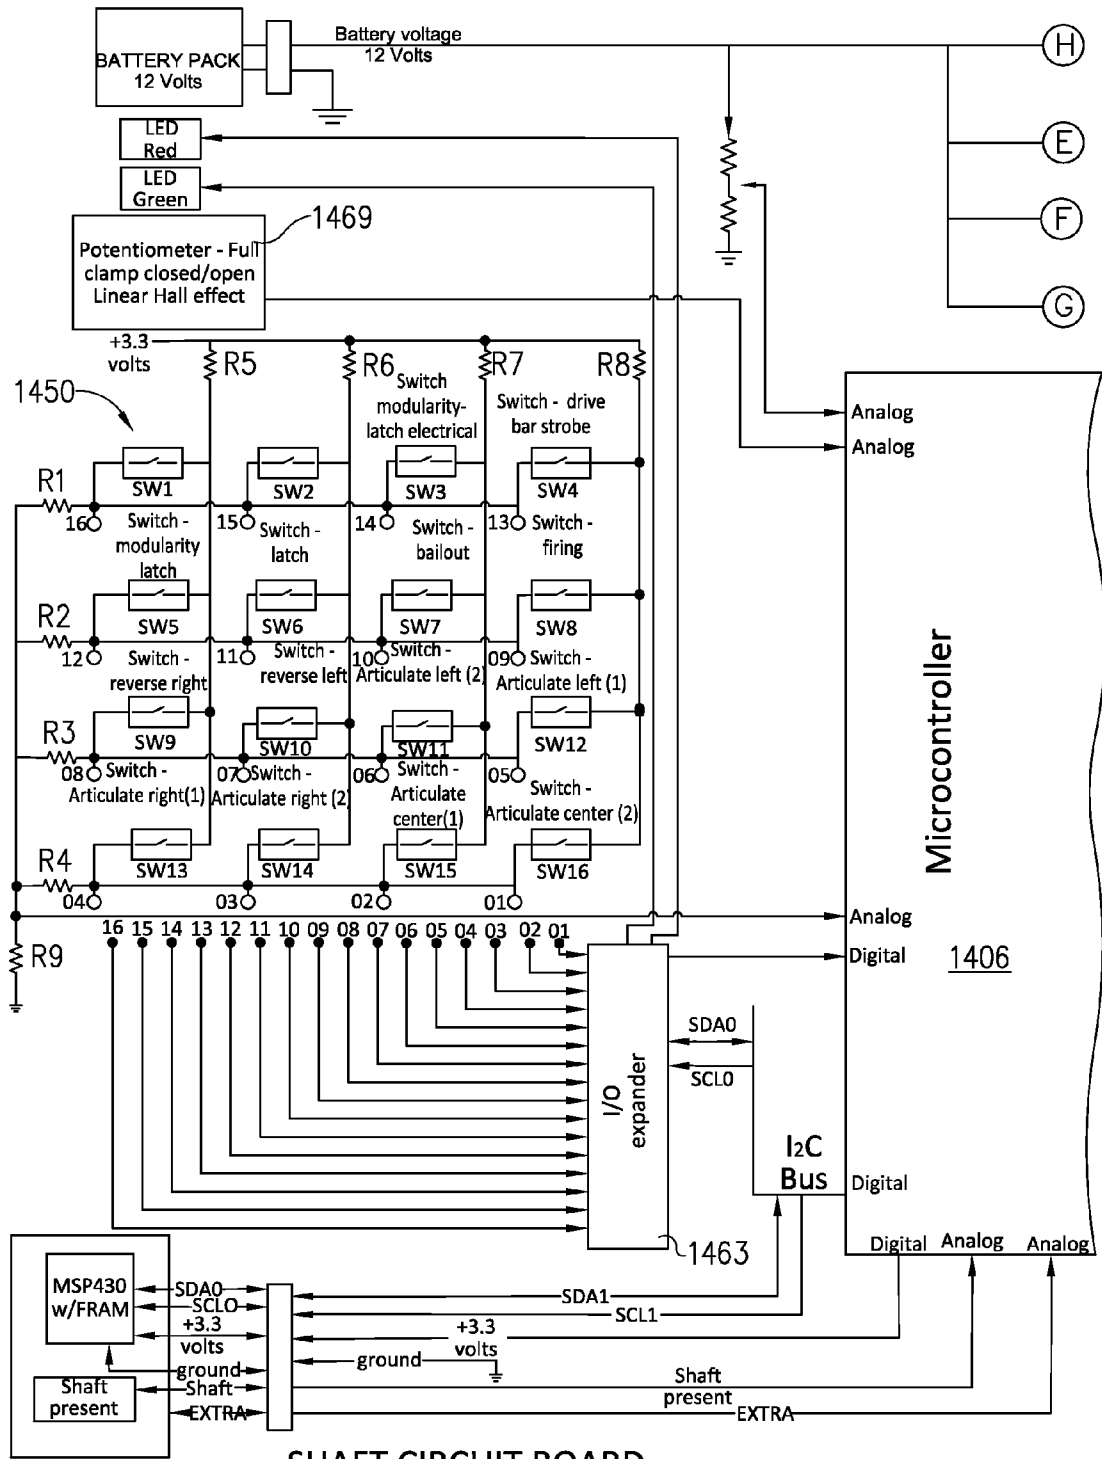 BATTERY PACK
12 Volts
Battery voltage
12 Volts
H
E
F
G
LED
Red
LED
Green
1469
Potentiometer - Full
clamp closed/open
Linear Hall effect
+3.3
volts
R5
R6
R7
R8
1450
Switch
modularity-
latch electrical
Switch - drive
bar strobe
Analog
Analog
R1
SW1
SW2
SW3
SW4
16
15
14
13
Switch -
modularity
latch
Switch -
latch
Switch -
bailout
Switch -
firing
R2
SW5
SW6
SW7
SW8
12
11
10
09
Switch -
reverse right
Switch -
reverse left
Switch -
Articulate left (2)
Switch -
Articulate left (1)
R3
SW9
SW10
SW11
SW12
08
07
06
05
Switch -
Articulate right(1)
Switch -
Articulate right (2)
Switch -
Articulate
center(1)
Switch -
Articulate center (2)
R4
SW13
SW14
SW15
SW16
04
03
02
01
Microcontroller
1406
Analog
Digital
R9
16 15 14 13 12 11 10 09 08 07 06 05 04 03 02 01
I/O
expander
SDA0
SCL0
I2C
Bus
Digital
1463
Digital
Analog
Analog
MSP430
w/FRAM
SDA0
SCLO
+3.3
volts
ground
Shaft
EXTRA
Shaft
present
SDA1
SCL1
+3.3
volts
ground
Shaft
present
EXTRA
SHAFT CIRCUIT BOARD